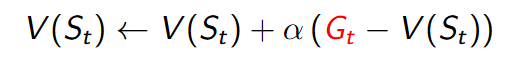 V(S_t) ← V(S_t) + α (G_t − V(S_t))